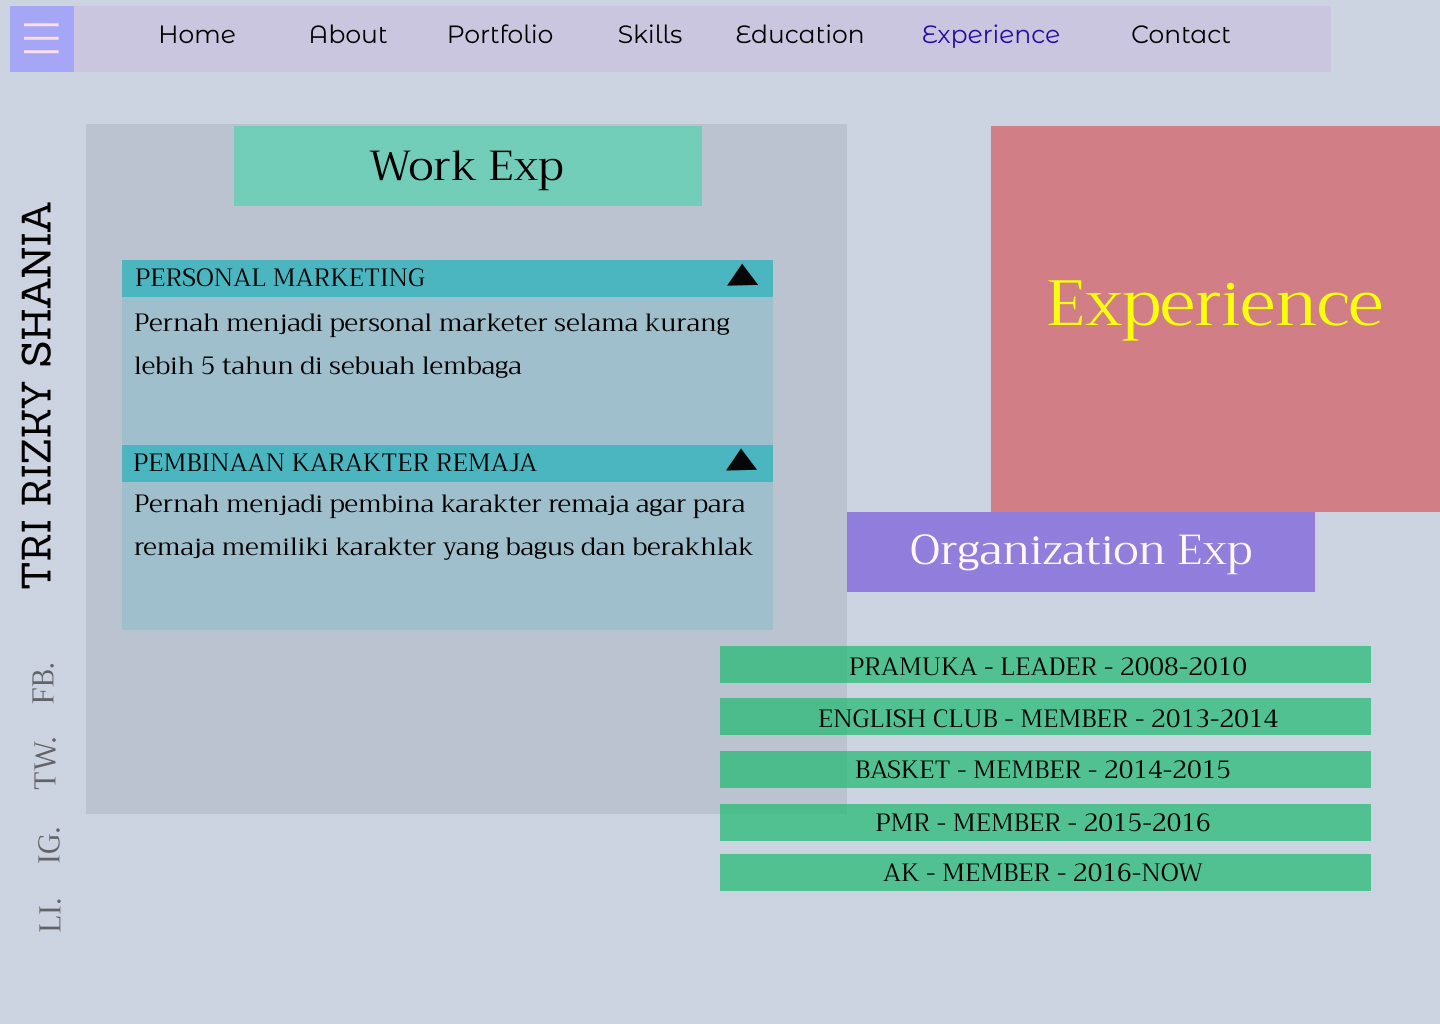 Home About Portfolio Skills Education Experience Contact
TRI RIZKY SHANIA
FB.
TW.
IG.
LI.
Work Exp
PERSONAL MARKETING
Pernah menjadi personal marketer selama kurang
lebih 5 tahun di sebuah lembaga
PEMBINAAN KARAKTER REMAJA
Pernah menjadi pembina karakter remaja agar para
remaja memiliki karakter yang bagus dan berakhlak
Experience
Organization Exp
PRAMUKA - LEADER - 2008-2010
ENGLISH CLUB - MEMBER - 2013-2014
BASKET - MEMBER - 2014-2015
PMR - MEMBER - 2015-2016
AK - MEMBER - 2016-NOW